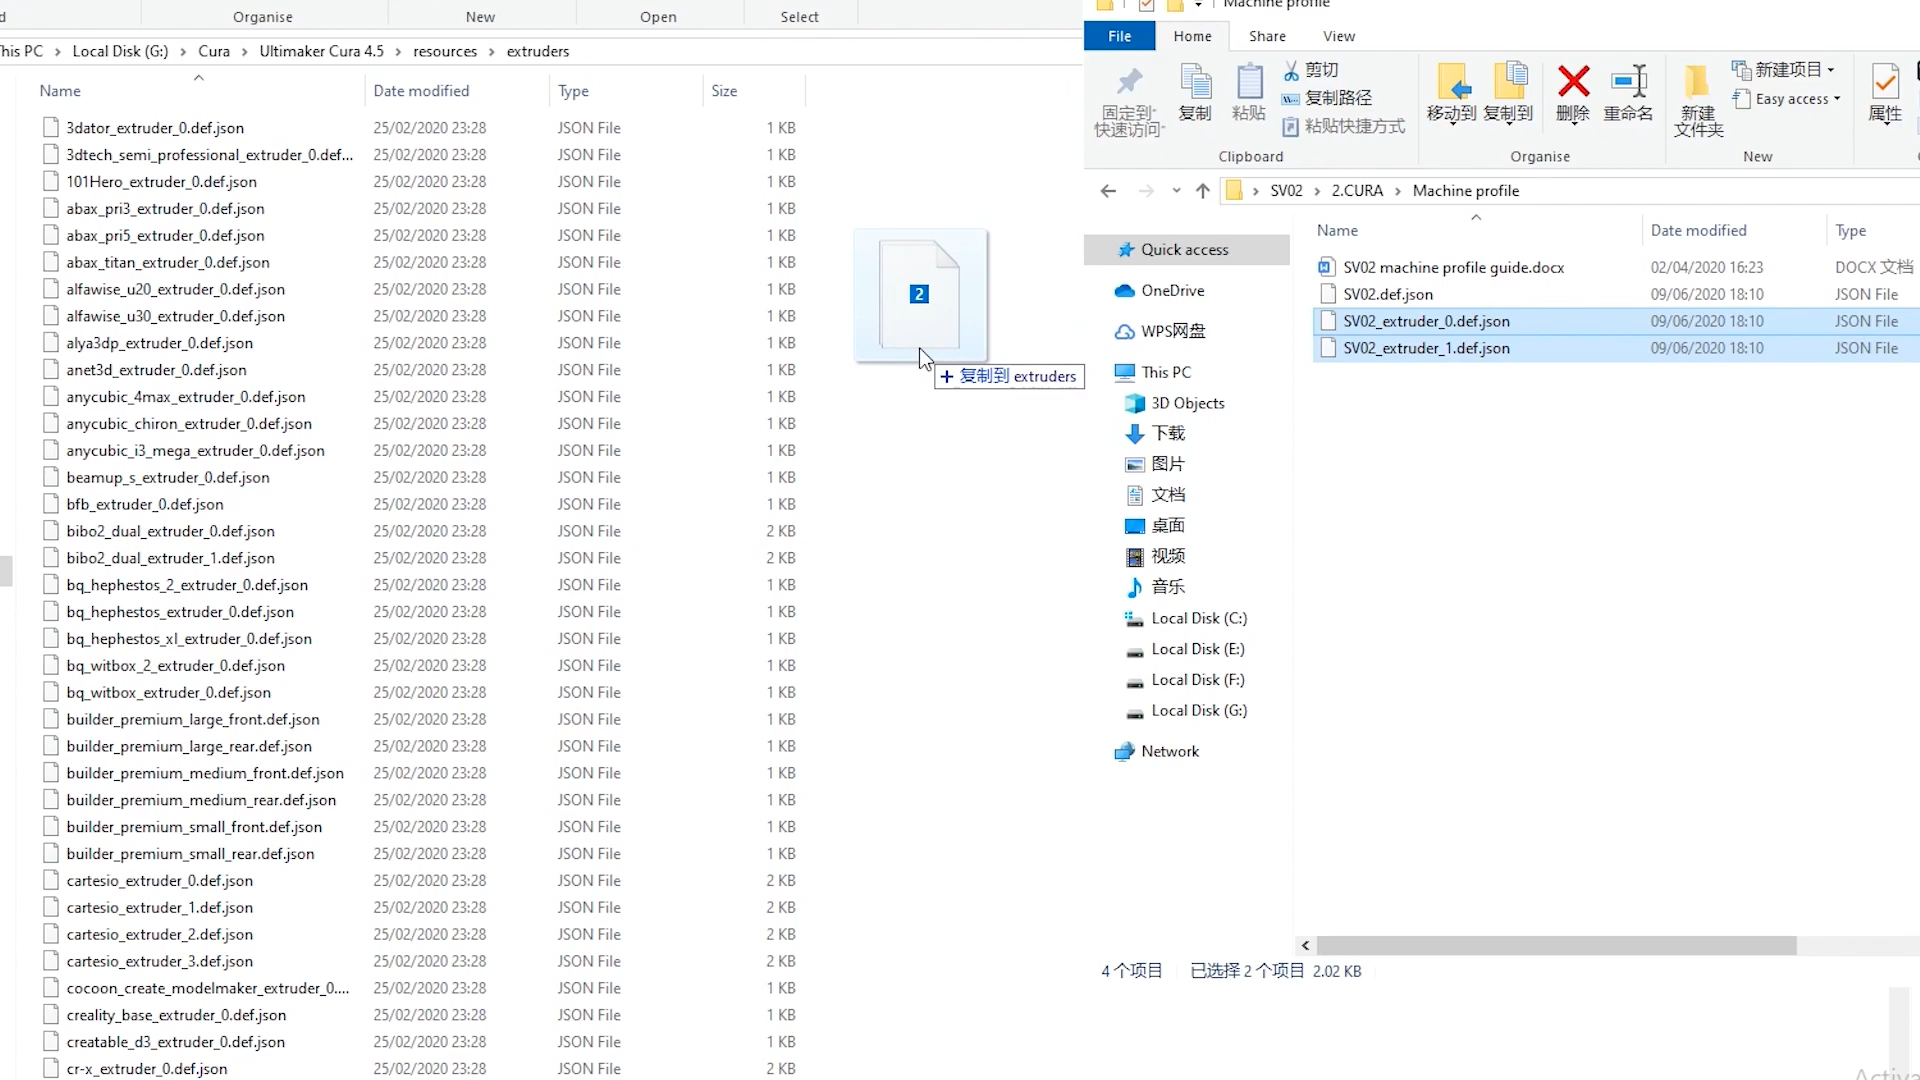 Organise
New
Open
Select
This PC > Local Disk (G:) > Cura > Ultimaker Cura 4.5 > resources > extruders
Name Date modified Type Size
3dator_extruder_0.def.json 25/02/2020 23:28 JSON File 1 KB
3dtech_semi_professional_extruder_0.def... 25/02/2020 23:28 JSON File 1 KB
101Hero_extruder_0.def.json 25/02/2020 23:28 JSON File 1 KB
abax_pri3_extruder_0.def.json 25/02/2020 23:28 JSON File 1 KB
abax_pri5_extruder_0.def.json 25/02/2020 23:28 JSON File 1 KB
abax_titan_extruder_0.def.json 25/02/2020 23:28 JSON File 1 KB
alfawise_u20_extruder_0.def.json 25/02/2020 23:28 JSON File 1 KB
alfawise_u30_extruder_0.def.json 25/02/2020 23:28 JSON File 1 KB
alya3dp_extruder_0.def.json 25/02/2020 23:28 JSON File 1 KB
anet3d_extruder_0.def.json 25/02/2020 23:28 JSON File 1 KB
anycubic_4max_extruder_0.def.json 25/02/2020 23:28 JSON File 1 KB
anycubic_chiron_extruder_0.def.json 25/02/2020 23:28 JSON File 1 KB
anycubic_i3_mega_extruder_0.def.json 25/02/2020 23:28 JSON File 1 KB
beamup_s_extruder_0.def.json 25/02/2020 23:28 JSON File 1 KB
bfb_extruder_0.def.json 25/02/2020 23:28 JSON File 1 KB
bibo2_dual_extruder_0.def.json 25/02/2020 23:28 JSON File 2 KB
bibo2_dual_extruder_1.def.json 25/02/2020 23:28 JSON File 2 KB
bq_hephestos_2_extruder_0.def.json 25/02/2020 23:28 JSON File 1 KB
bq_hephestos_extruder_0.def.json 25/02/2020 23:28 JSON File 1 KB
bq_hephestos_xl_extruder_0.def.json 25/02/2020 23:28 JSON File 1 KB
bq_witbox_2_extruder_0.def.json 25/02/2020 23:28 JSON File 1 KB
bq_witbox_extruder_0.def.json 25/02/2020 23:28 JSON File 1 KB
builder_premium_large_front.def.json 25/02/2020 23:28 JSON File 1 KB
builder_premium_large_rear.def.json 25/02/2020 23:28 JSON File 1 KB
builder_premium_medium_front.def.json 25/02/2020 23:28 JSON File 1 KB
builder_premium_medium_rear.def.json 25/02/2020 23:28 JSON File 1 KB
builder_premium_small_front.def.json 25/02/2020 23:28 JSON File 1 KB
builder_premium_small_rear.def.json 25/02/2020 23:28 JSON File 1 KB
cartesio_extruder_0.def.json 25/02/2020 23:28 JSON File 2 KB
cartesio_extruder_1.def.json 25/02/2020 23:28 JSON File 2 KB
cartesio_extruder_2.def.json 25/02/2020 23:28 JSON File 2 KB
cartesio_extruder_3.def.json 25/02/2020 23:28 JSON File 2 KB
cocoon_create_modelmaker_extruder_0.... 25/02/2020 23:28 JSON File 1 KB
creality_base_extruder_0.def.json 25/02/2020 23:28 JSON File 1 KB
creatable_d3_extruder_0.def.json 25/02/2020 23:28 JSON File 1 KB
cr-x_extruder_0.def.json 25/02/2020 23:28 JSON File 2 KB
2
+ 复制到 extruders
Machine profile
File Home Share View
固定到"快速访问"
复制
粘贴
剪切
复制路径
粘贴快捷方式
移动到
复制到
删除
重命名
新建文件夹
新建项目
Easy access
属性
Clipboard
Organise
New
> SV02 > 2.CURA > Machine profile
Name Date modified Type
SV02 machine profile guide.docx 02/04/2020 16:23 DOCX 文档
SV02.def.json 09/06/2020 18:10 JSON File
SV02_extruder_0.def.json 09/06/2020 18:10 JSON File
SV02_extruder_1.def.json 09/06/2020 18:10 JSON File
Quick access
OneDrive
WPS网盘
This PC
3D Objects
下载
图片
文档
桌面
视频
音乐
Local Disk (C:)
Local Disk (E:)
Local Disk (F:)
Local Disk (G:)
Network
4 个项目 已选择 2 个项目 2.02 KB